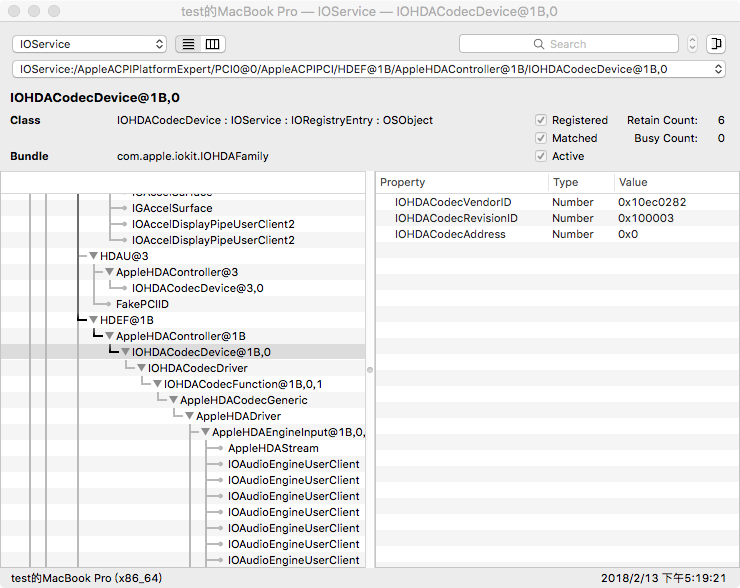 test的MacBook Pro — IOService — IOHDACodecDevice@1B,0
IOService
Search
IOService:/AppleACPIPlatformExpert/PCI0@0/AppleACPIPCI/HDEF@1B/AppleHDAController@1B/IOHDACodecDevice@1B,0
IOHDACodecDevice@1B,0
Class IOHDACodecDevice : IOService : IORegistryEntry : OSObject Registered Retain Count: 6
Matched Busy Count: 0
Bundle com.apple.iokit.IOHDAFamily Active
IGAccelSurface
IGAccelSurface
IOAccelDisplayPipeUserClient2
IOAccelDisplayPipeUserClient2
HDAU@3
AppleHDAController@3
IOHDACodecDevice@3,0
FakePCIID
HDEF@1B
AppleHDAController@1B
IOHDACodecDevice@1B,0
IOHDACodecDriver
IOHDACodecFunction@1B,0,1
AppleHDACodecGeneric
AppleHDADriver
AppleHDAEngineInput@1B,0,
AppleHDAStream
IOAudioEngineUserClient
IOAudioEngineUserClient
IOAudioEngineUserClient
IOAudioEngineUserClient
IOAudioEngineUserClient
IOAudioEngineUserClient
IOAudioEngineUserClient
Property Type Value
IOHDACodecVendorID Number 0x10ec0282
IOHDACodecRevisionID Number 0x100003
IOHDACodecAddress Number 0x0
test的MacBook Pro (x86_64) 2018/2/13 下午5:19:21